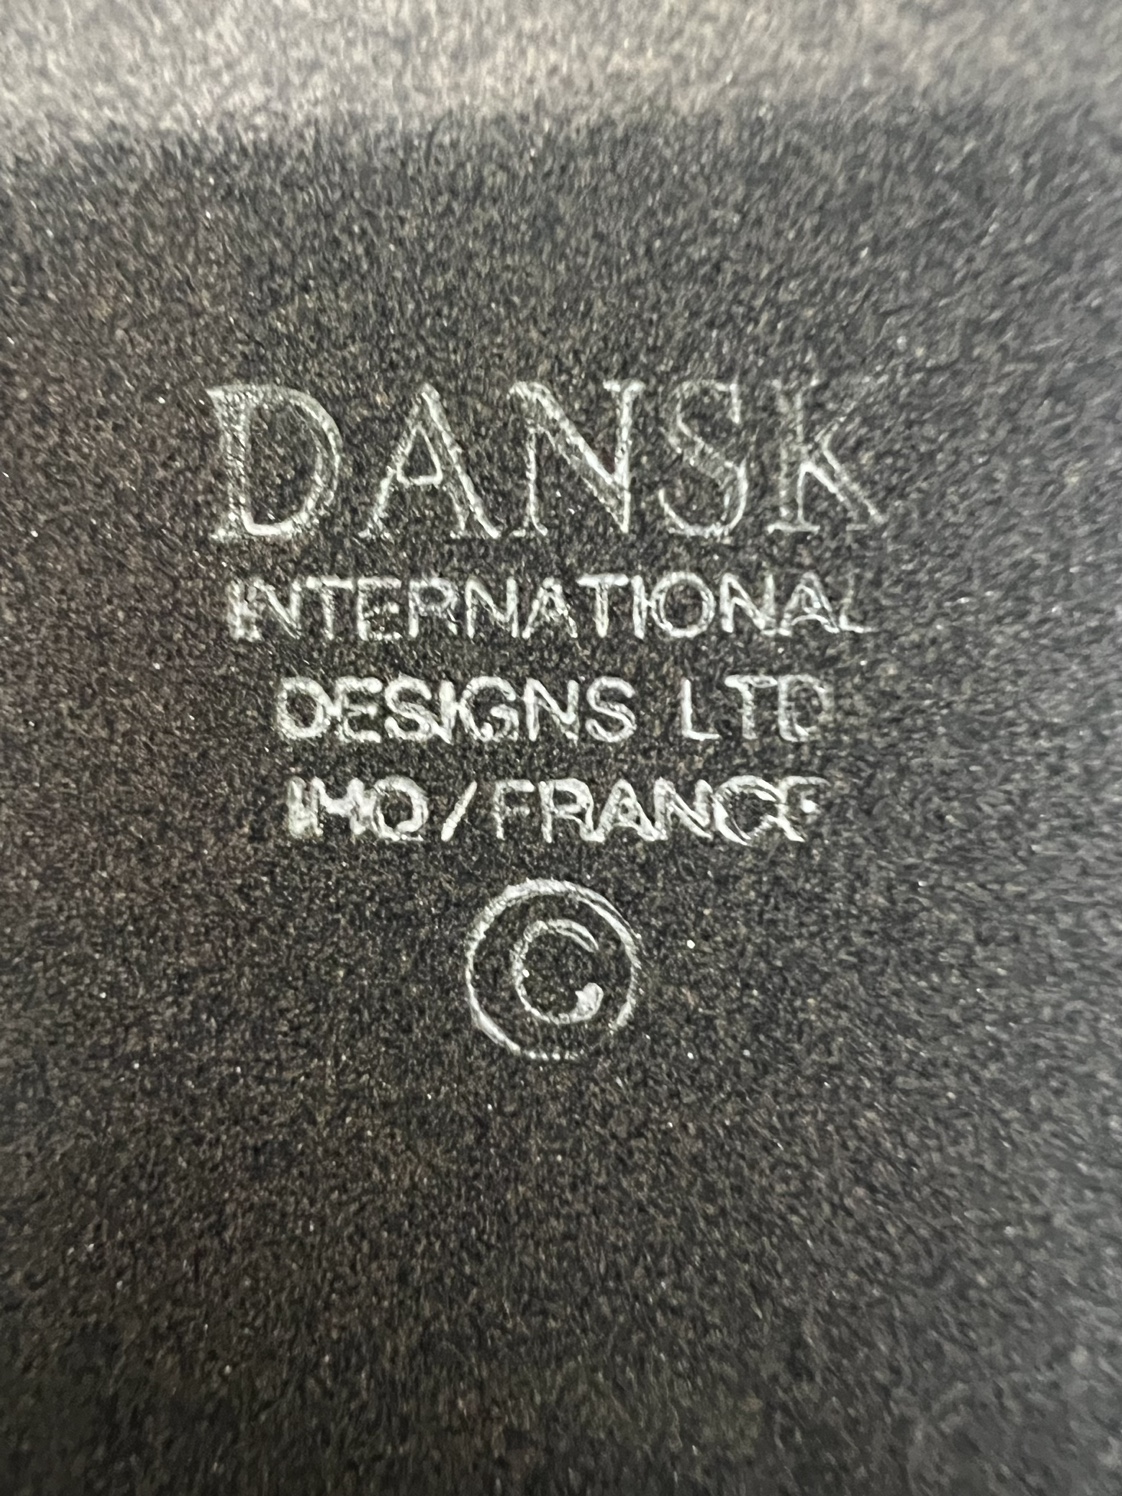 DANSK
INTERNATIONAL
DESIGNS LTD
IHQ/FRANCE
©